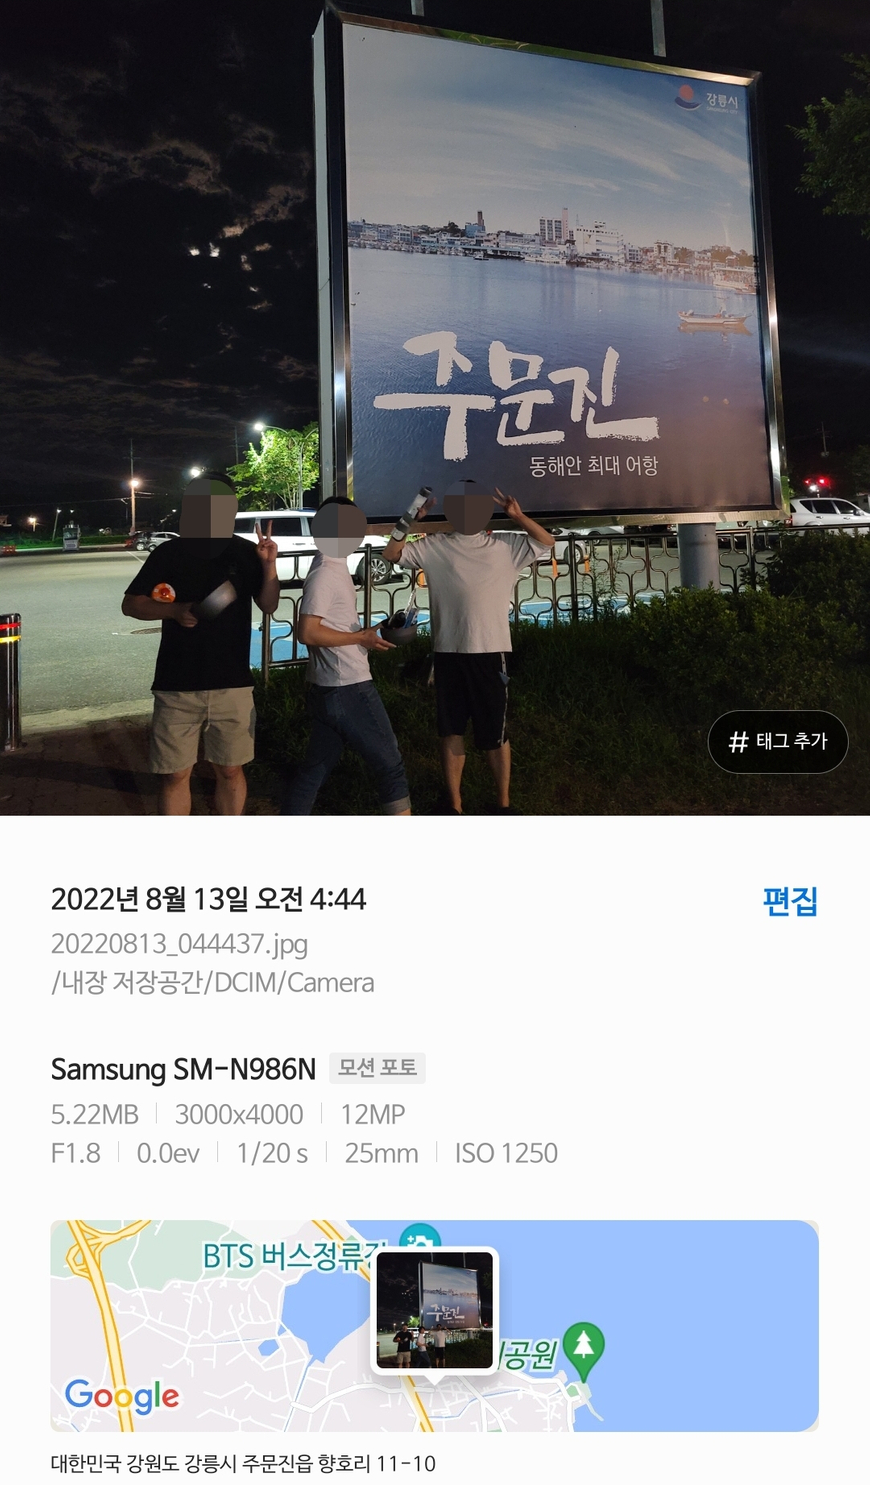 강릉시
주문진
동해안 최대 어항
# 태그 추가
2022년 8월 13일 오전 4:44
편집
20220813_044437.jpg
/내장 저장공간/DCIM/Camera
Samsung SM-N986N 모션 포토
5.22MB 3000x4000 12MP
F1.8 0.0ev 1/20 s 25mm ISO 1250
BTS 버스정류
주문진
공원
Google
대한민국 강원도 강릉시 주문진읍 향호리 11-10